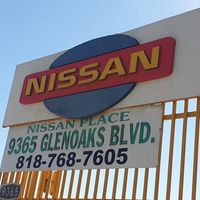 NISSAN
NISSAN PLACE
9365 GLENOAKS BLVD.
818-768-7605
9365